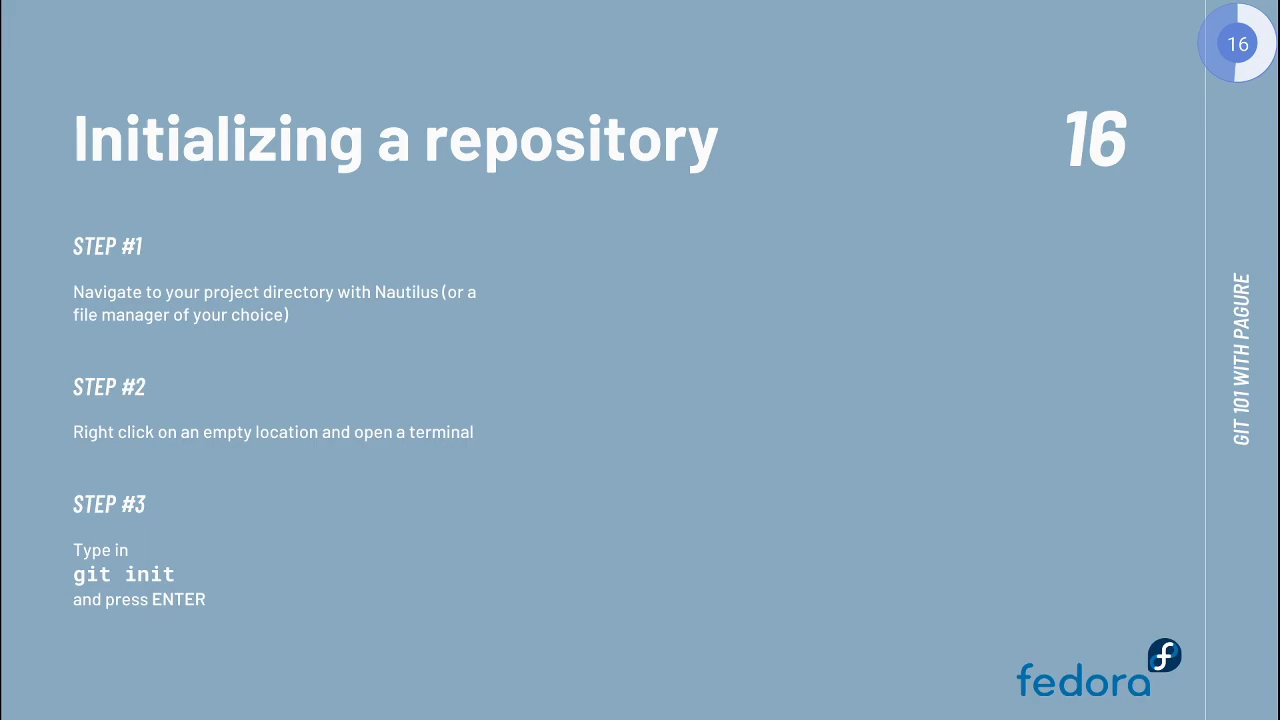 16
Initializing a repository
16
STEP #1
Navigate to your project directory with Nautilus (or a
file manager of your choice)
STEP #2
Right click on an empty location and open a terminal
STEP #3
Type in
git init
and press ENTER
GIT 101 WITH PAGURE
fedora